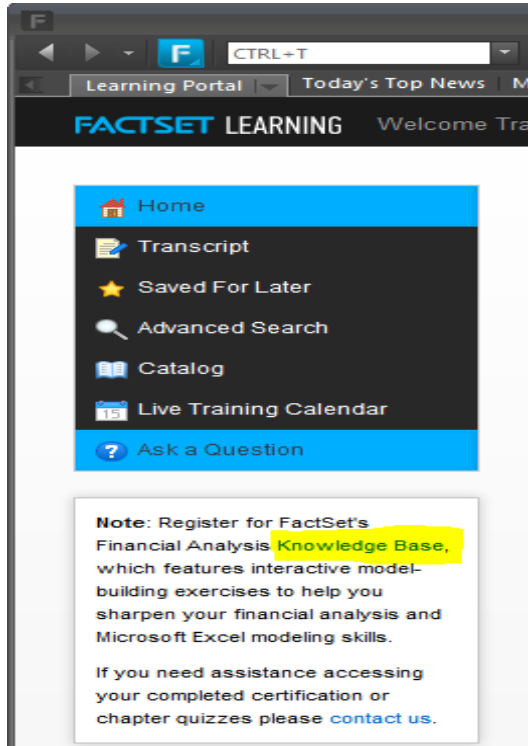 F
F CTRL+T
Learning Portal Today's Top News
FACTSET LEARNING Welcome
Home
Transcript
Saved For Later
Advanced Search
Catalog
15 Live Training Calendar
? Ask a Question
Note: Register for FactSet's
Financial Analysis Knowledge Base,
which features interactive model-
building exercises to help you
sharpen your financial analysis and
Microsoft Excel modeling skills.
If you need assistance accessing
your completed certification or
chapter quizzes please contact us.